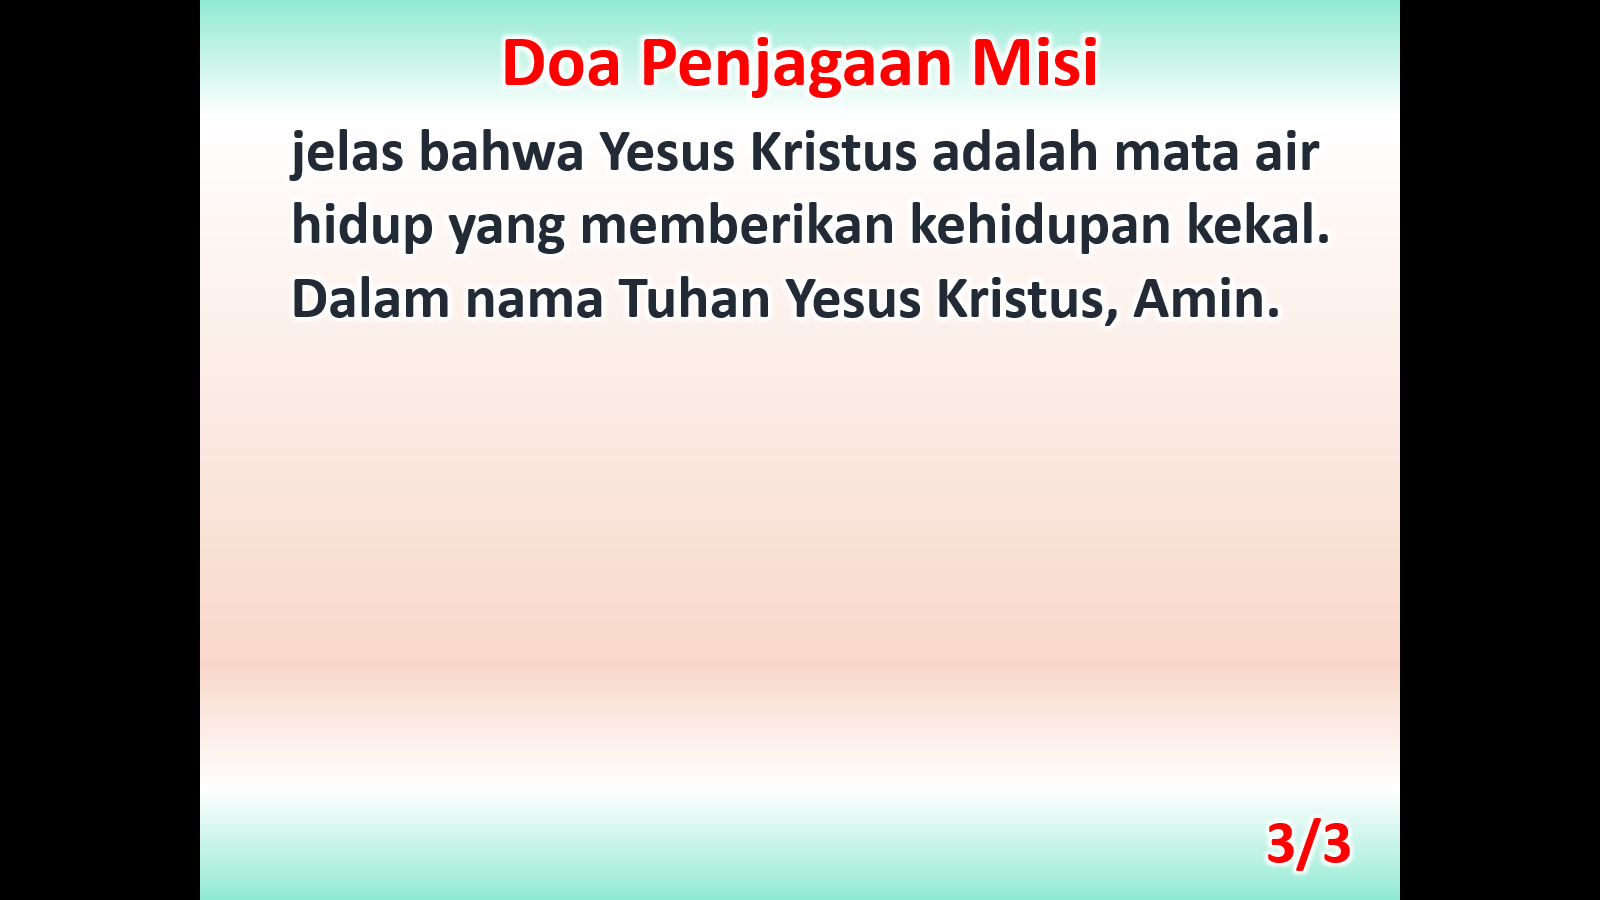 Doa Penjagaan Misi
jelas bahwa Yesus Kristus adalah mata air
hidup yang memberikan kehidupan kekal.
Dalam nama Tuhan Yesus Kristus, Amin.
3/3